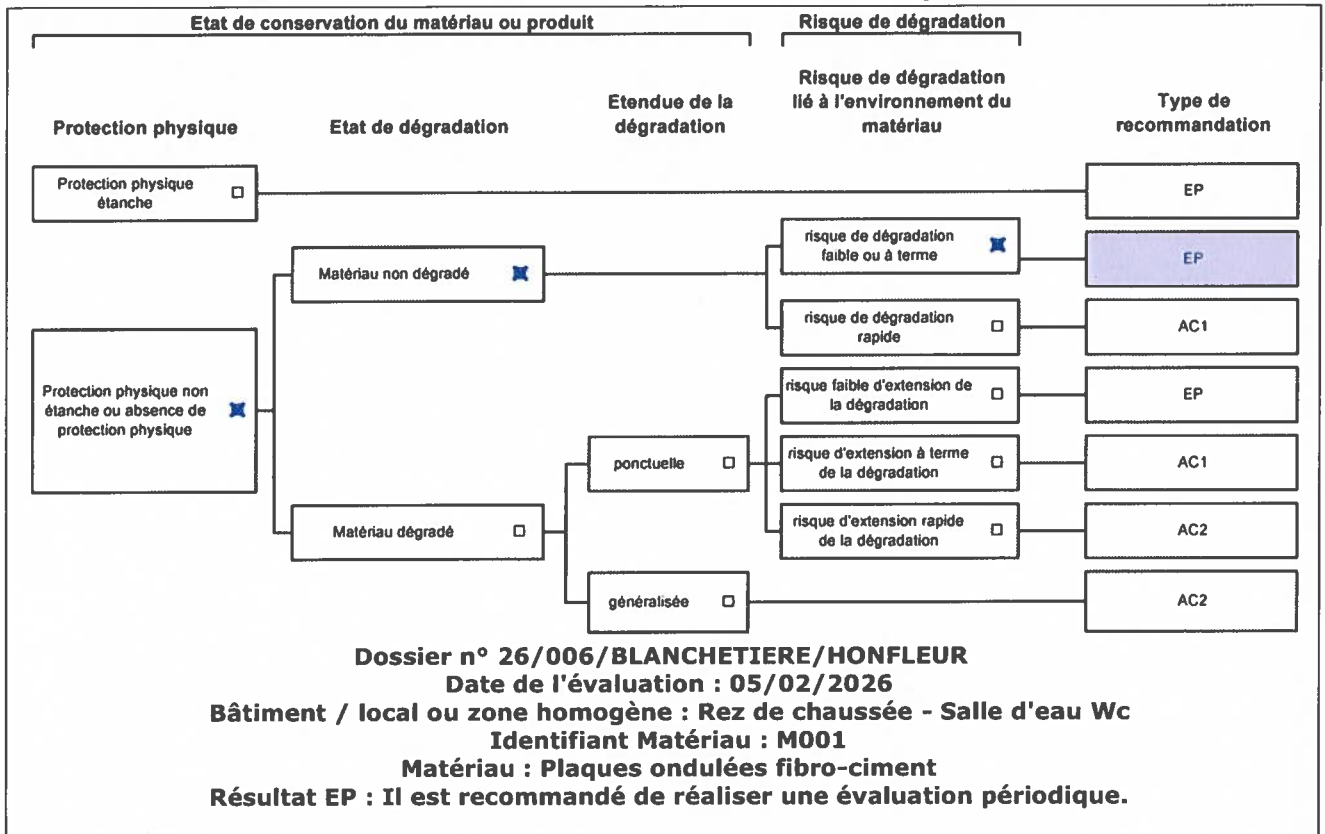 Etat de conservation du matériau ou produit
Risque de dégradation
Protection physique
Etat de dégradation
Etendue de la
dégradation
Risque de dégradation
lié à l'environnement du
matériau
Type de
recommandation
Protection physique
étanche
EP
Matériau non dégradé
risque de dégradation
faible ou à terme
EP
risque de dégradation
rapide
AC1
Protection physique non
étanche ou absence de
protection physique
risque faible d'extension de
la dégradation
EP
ponctuelle
risque d'extension à terme
de la dégradation
AC1
Matériau dégradé
risque d'extension rapide
de la dégradation
AC2
généralisée
AC2
Dossier n° 26/006/BLANCHETIERE/HONFLEUR
Date de l'évaluation : 05/02/2026
Bâtiment / local ou zone homogène : Rez de chaussée - Salle d'eau Wc
Identifiant Matériau : M001
Matériau : Plaques ondulées fibro-ciment
Résultat EP : Il est recommandé de réaliser une évaluation périodique.